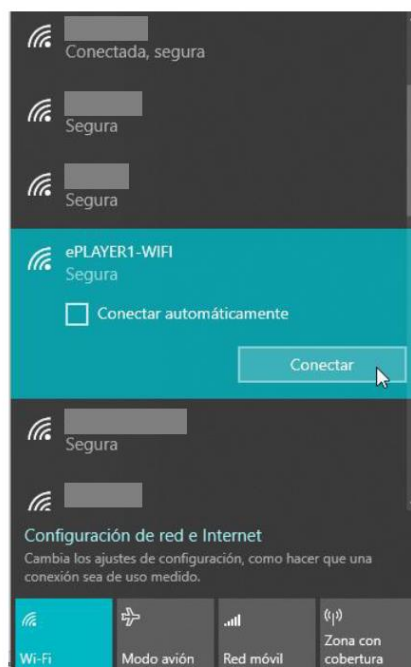 Conectada, segura
Segura
Segura
ePLAYER1-WIFI
Segura
Conectar automáticamente
Conectar
Segura
Configuración de red e Internet
Cambia los ajustes de configuración, como hacer que una
conexión sea de uso medido.
Wi-Fi
Modo avión
Red móvil
Zona con
cobertura